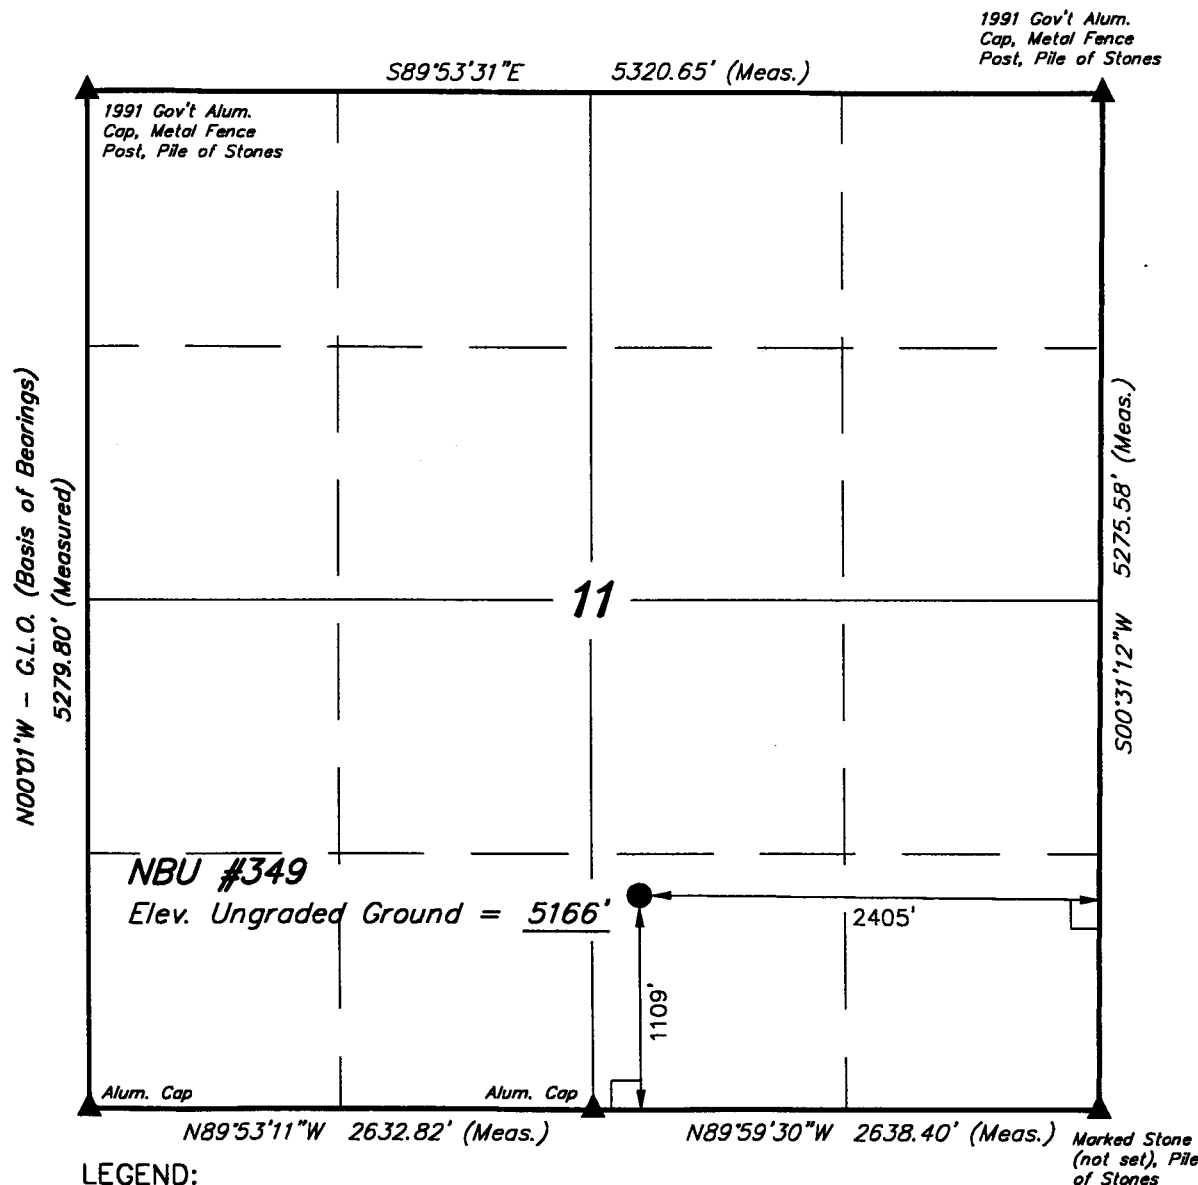 1991 Gov't Alum.
Cap, Metal Fence
Post, Pile of Stones
S89°53'31"E 5320.65' (Meas.)
1991 Gov't Alum.
Cap, Metal Fence
Post, Pile of Stones
N00°01'W - G.L.O. (Basis of Bearings)
5279.80' (Measured)
S00°31'12"W 5275.58' (Meas.)
11
NBU #349
Elev. Ungraded Ground = 5166'
2405'
1109'
Alum. Cap
Alum. Cap
N89°53'11"W 2632.82' (Meas.)
N89°59'30"W 2638.40' (Meas.)
Marked Stone
(not set), Pile
of Stones
LEGEND: